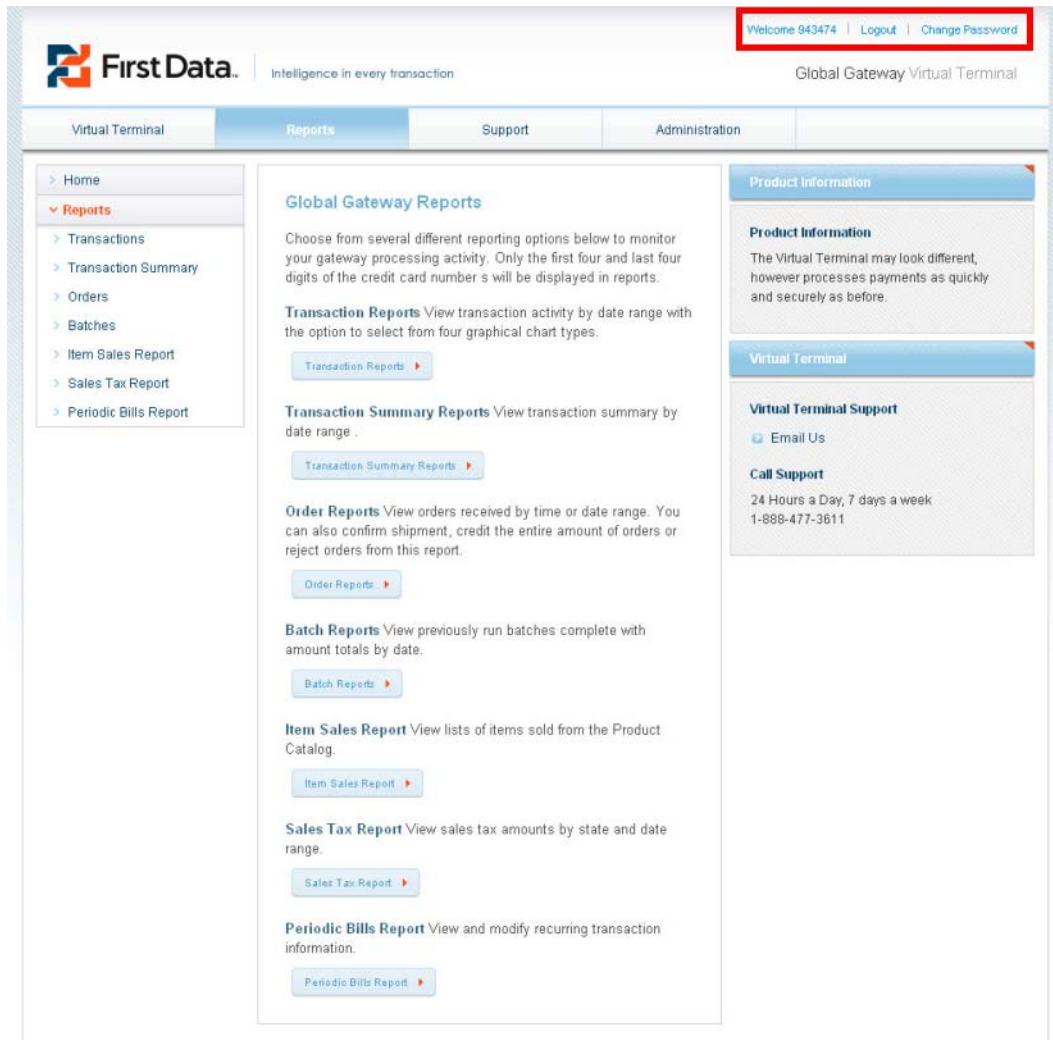 Welcome 943474 | Logout | Change Password
First Data™ | Intelligence in every transaction
Global Gateway Virtual Terminal
Virtual Terminal
Reports
Support
Administration
> Home
Reports
> Transactions
> Transaction Summary
> Orders
> Batches
> Item Sales Report
> Sales Tax Report
> Periodic Bills Report
Global Gateway Reports
Choose from several different reporting options below to monitor
your gateway processing activity. Only the first four and last four
digits of the credit card number s will be displayed in reports.
Transaction Reports View transaction activity by date range with
the option to select from four graphical chart types.
Transaction Reports
Transaction Summary Reports View transaction summary by
date range .
Transaction Summary Reports
Order Reports View orders received by time or date range. You
can also confirm shipment, credit the entire amount of orders or
reject orders from this report.
Order Reports
Batch Reports View previously run batches complete with
amount totals by date.
Batch Reports
Item Sales Report View lists of items sold from the Product
Catalog.
Item Sales Report
Sales Tax Report View sales tax amounts by state and date
range.
Sales Tax Report
Periodic Bills Report View and modify recurring transaction
information.
Periodic Bills Report
Product Information
Product Information
The Virtual Terminal may look different,
however processes payments as quickly
and securely as before.
Virtual Terminal
Virtual Terminal Support
Email Us
Call Support
24 Hours a Day, 7 days a week
1-888-477-3611